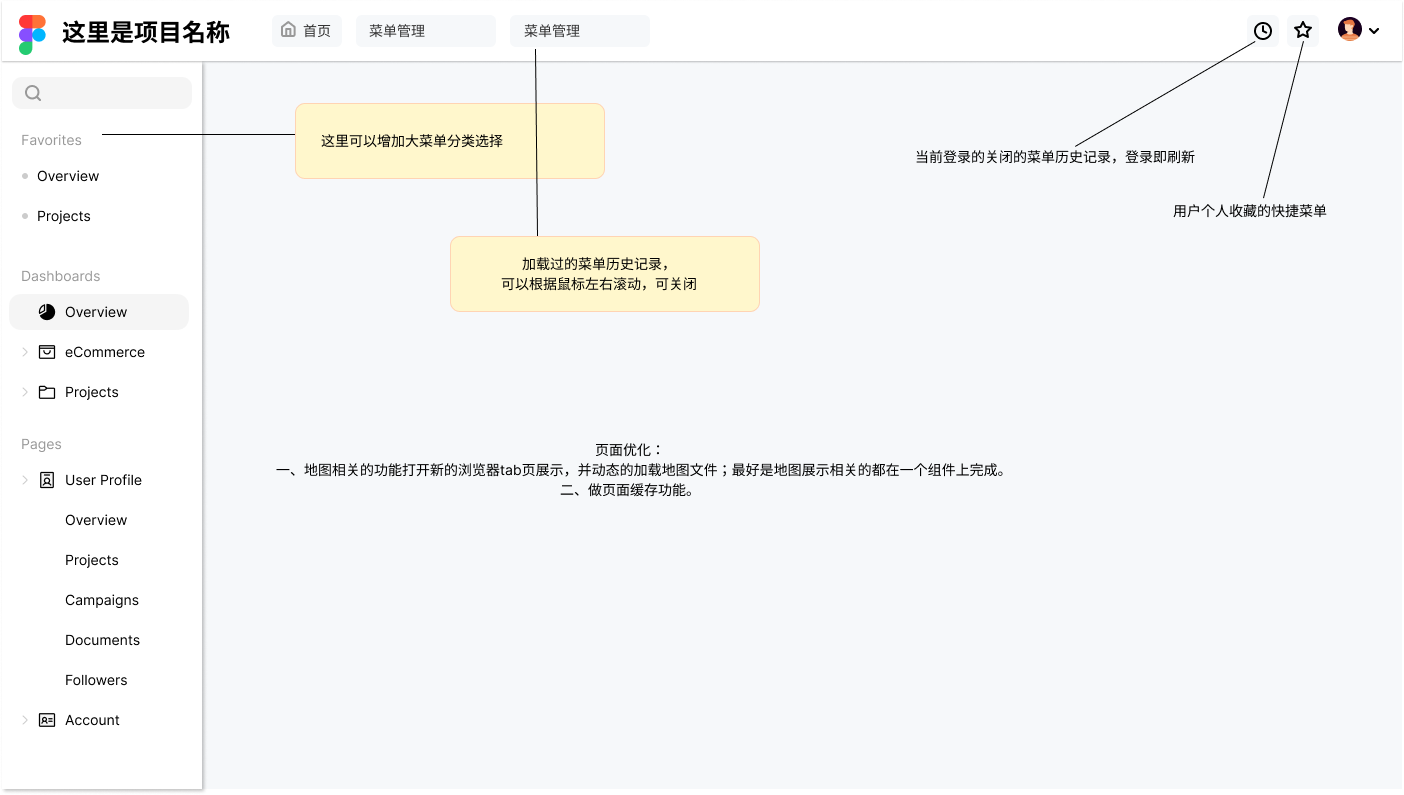 这里是项目名称
首页
菜单管理
菜单管理
Favorites
Overview
Projects
Dashboards
Overview
eCommerce
Projects
Pages
User Profile
Overview
Projects
Campaigns
Documents
Followers
Account
这里可以增加大菜单分类选择
加载过的菜单历史记录，
可以根据鼠标左右滚动，可关闭
当前登录的关闭的菜单历史记录，登录即刷新
用户个人收藏的快捷菜单
页面优化：
一、地图相关的功能打开新的浏览器tab页展示，并动态的加载地图文件；最好是地图展示相关的都在一个组件上完成。
二、做页面缓存功能。